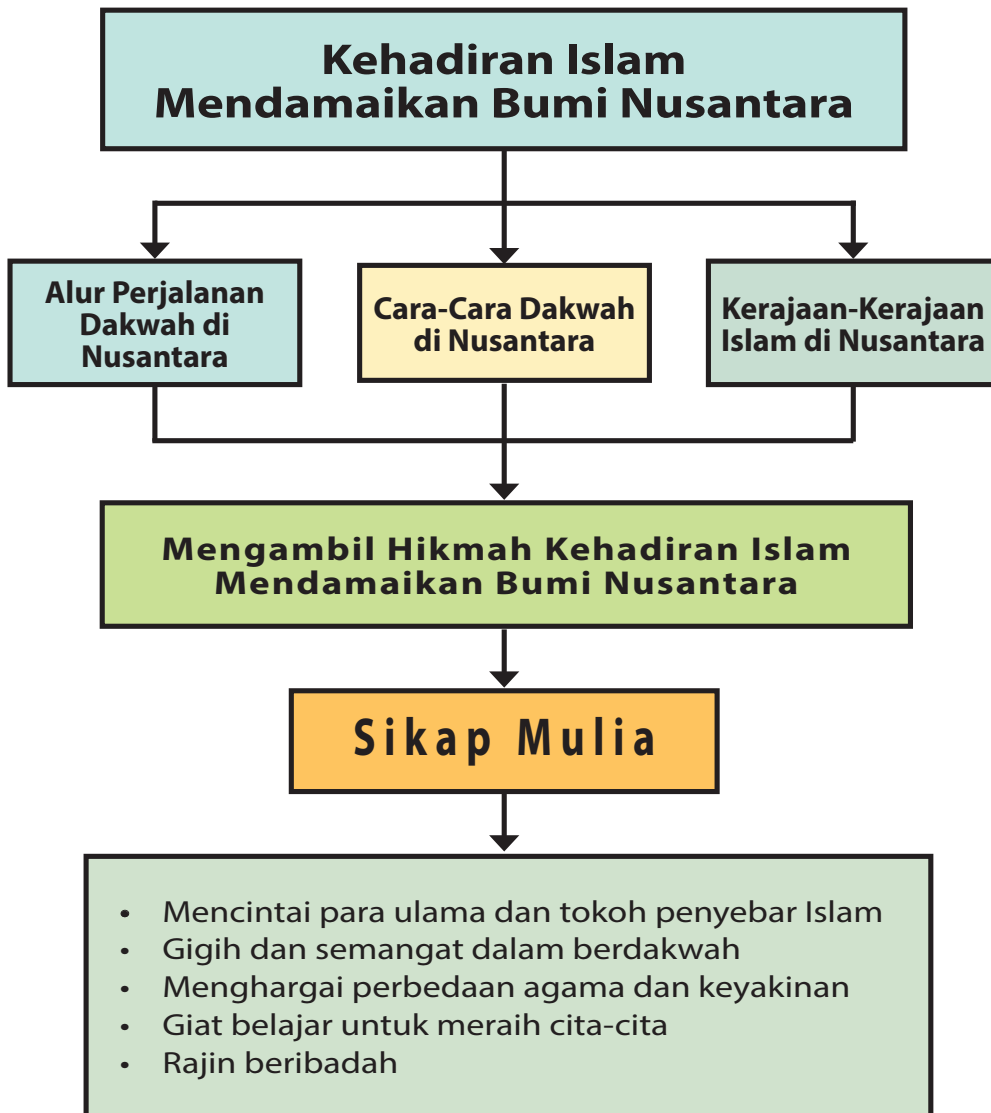 Kehadiran Islam
Mendamaikan Bumi Nusantara
Alur Perjalanan
Dakwah di
Nusantara
Cara-Cara Dakwah
di Nusantara
Kerajaan-Kerajaan
Islam di Nusantara
Mengambil Hikmah Kehadiran Islam
Mendamaikan Bumi Nusantara
Sikap Mulia
• Mencintai para ulama dan tokoh penyebar Islam
• Gigih dan semangat dalam berdakwah
• Menghargai perbedaan agama dan keyakinan
• Giat belajar untuk meraih cita-cita
• Rajin beribadah